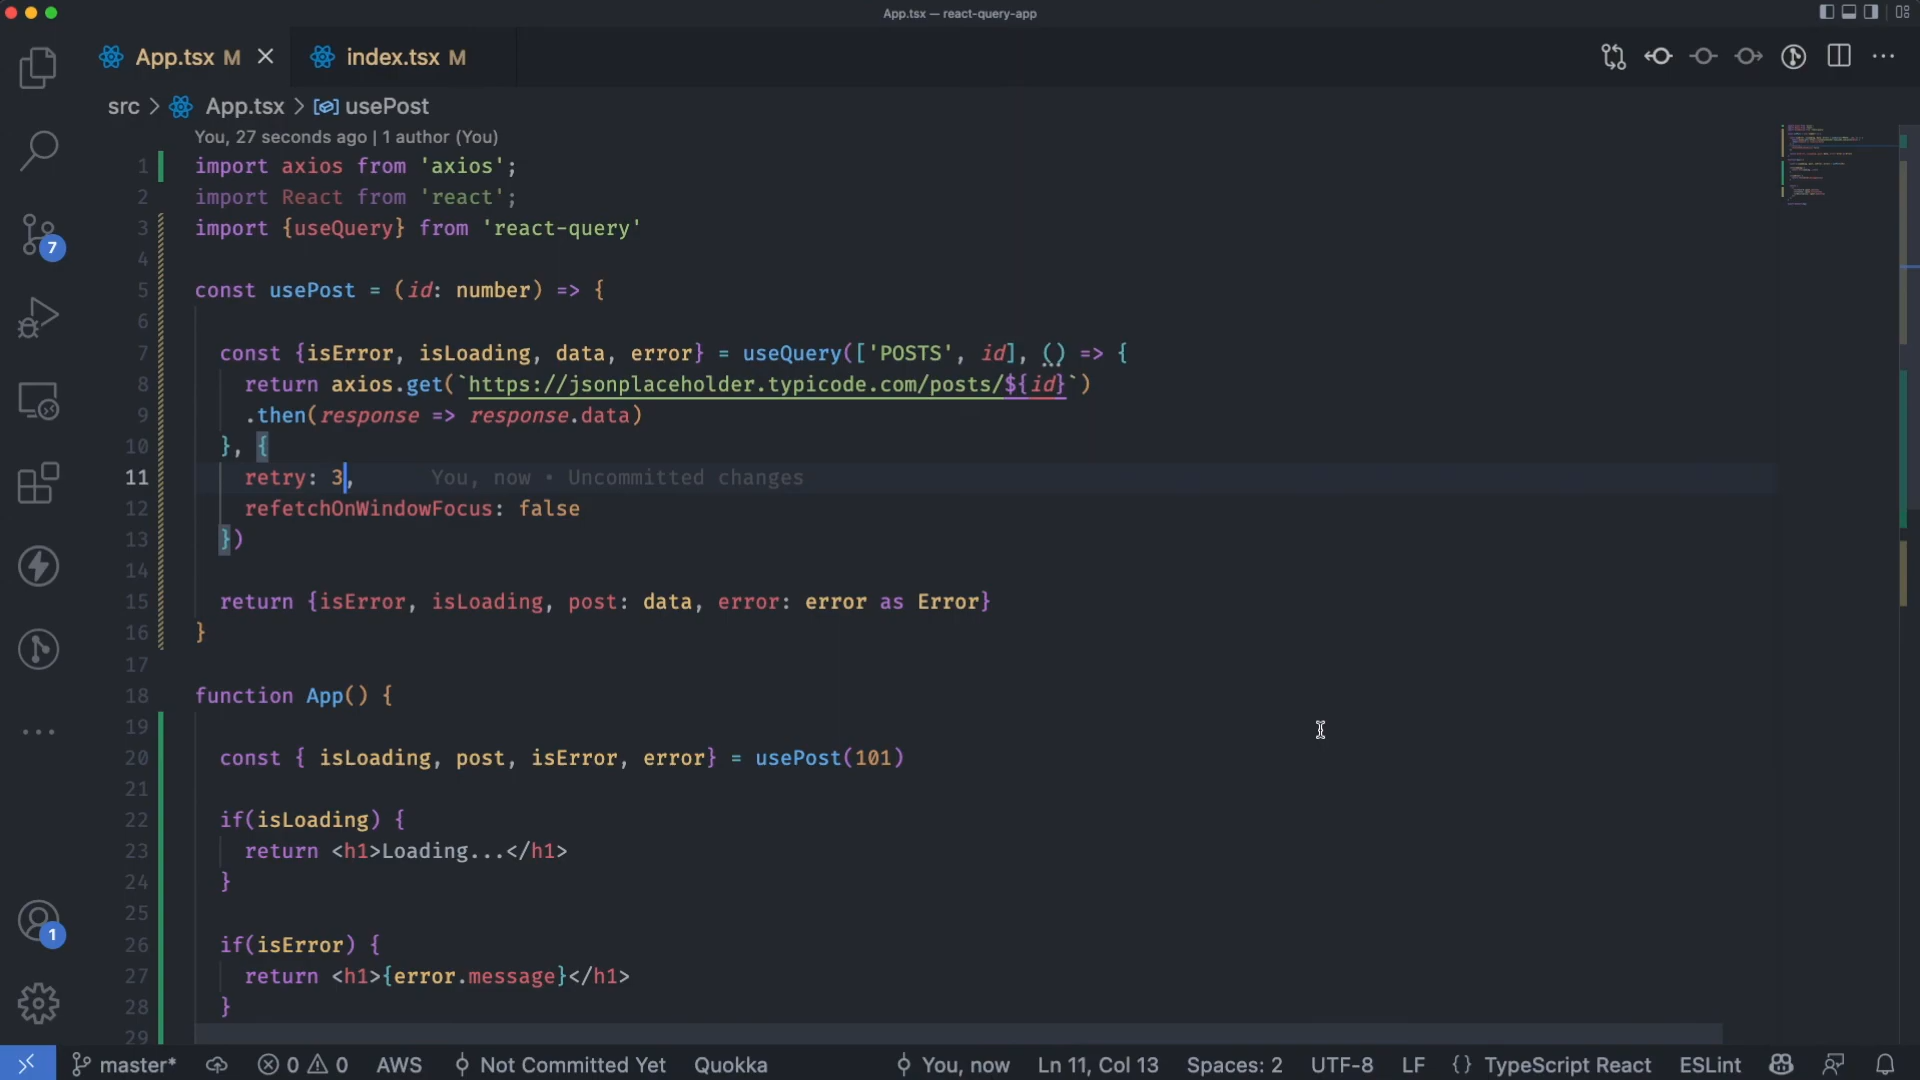 App.tsx — react-query-app
App.tsx M
index.tsx M
src > App.tsx > usePost
You, 27 seconds ago | 1 author (You)
1 import axios from 'axios';
2 import React from 'react';
3 import {useQuery} from 'react-query'
4
5 const usePost = (id: number) => {
6
7 const {isError, isLoading, data, error} = useQuery(['POSTS', id], () => {
8 return axios.get(`https://jsonplaceholder.typicode.com/posts/${id}`)
9 .then(response => response.data)
10 }, {
11 retry: 3, You, now • Uncommitted changes
12 refetchOnWindowFocus: false
13 })
14
15 return {isError, isLoading, post: data, error: error as Error}
16 }
17
18 function App() {
19
20 const { isLoading, post, isError, error} = usePost(101)
21
22 if(isLoading) {
23 return <h1>Loading...</h1>
24 }
25
26 if(isError) {
27 return <h1>{error.message}</h1>
28 }
29
7
1
master* 0 0 AWS Not Committed Yet Quokka You, now Ln 11, Col 13 Spaces: 2 UTF-8 LF {} TypeScript React ESLint